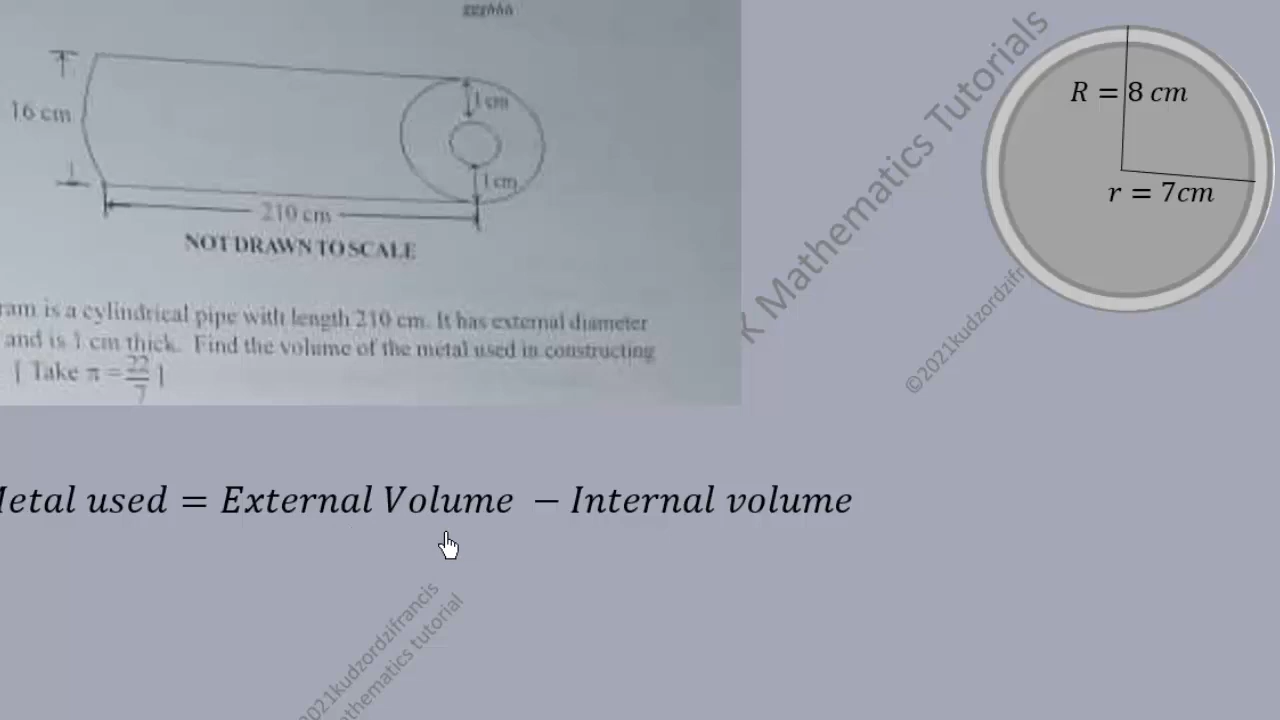 16 cm
1 cm
1 cm
210 cm
NOT DRAWN TO SCALE
ram is a cylindrical pipe with length 210 cm. It has external diameter
and is 1 cm thick. Find the volume of the metal used in constructing
[ Take π = 22/7 ]
R = 8 cm
r = 7cm
K Mathematics Tutorials
©2021kudzordzifr
etal used = External Volume − Internal volume
2021kudzordzifrancis
thematics tutorial